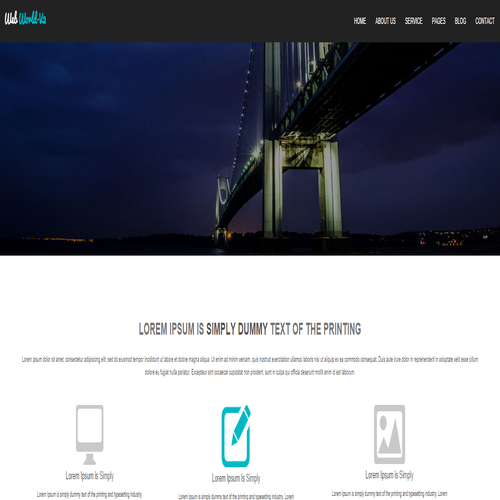 Web World-Viz
HOME ABOUT US SERVICE PAGES BLOG CONTACT
LOREM IPSUM IS SIMPLY DUMMY TEXT OF THE PRINTING
Lorem ipsum dolor sit amet, consectetur adipisicing elit, sed do eiusmod tempor incididunt ut labore et dolore magna aliqua. Ut enim ad minim veniam, quis nostrud exercitation ullamco laboris nisi ut aliquip ex ea commodo consequat. Duis aute irure dolor in reprehenderit in voluptate velit esse cillum
dolore eu fugiat nulla pariatur. Excepteur sint occaecat cupidatat non proident, sunt in culpa qui officia deserunt mollit anim id est laborum.
Lorem Ipsum is Simply
Lorem Ipsum Is Simply
Lorem Ipsum is Simply
Lorem Ipsum is simply dummy text of the printing and typesetting industry.
Lorem Ipsum is simply dummy text of the printing and typesetting industry. Lorem
Lorem Ipsum is simply dummy text of the printing and typesetting industry. Lorem